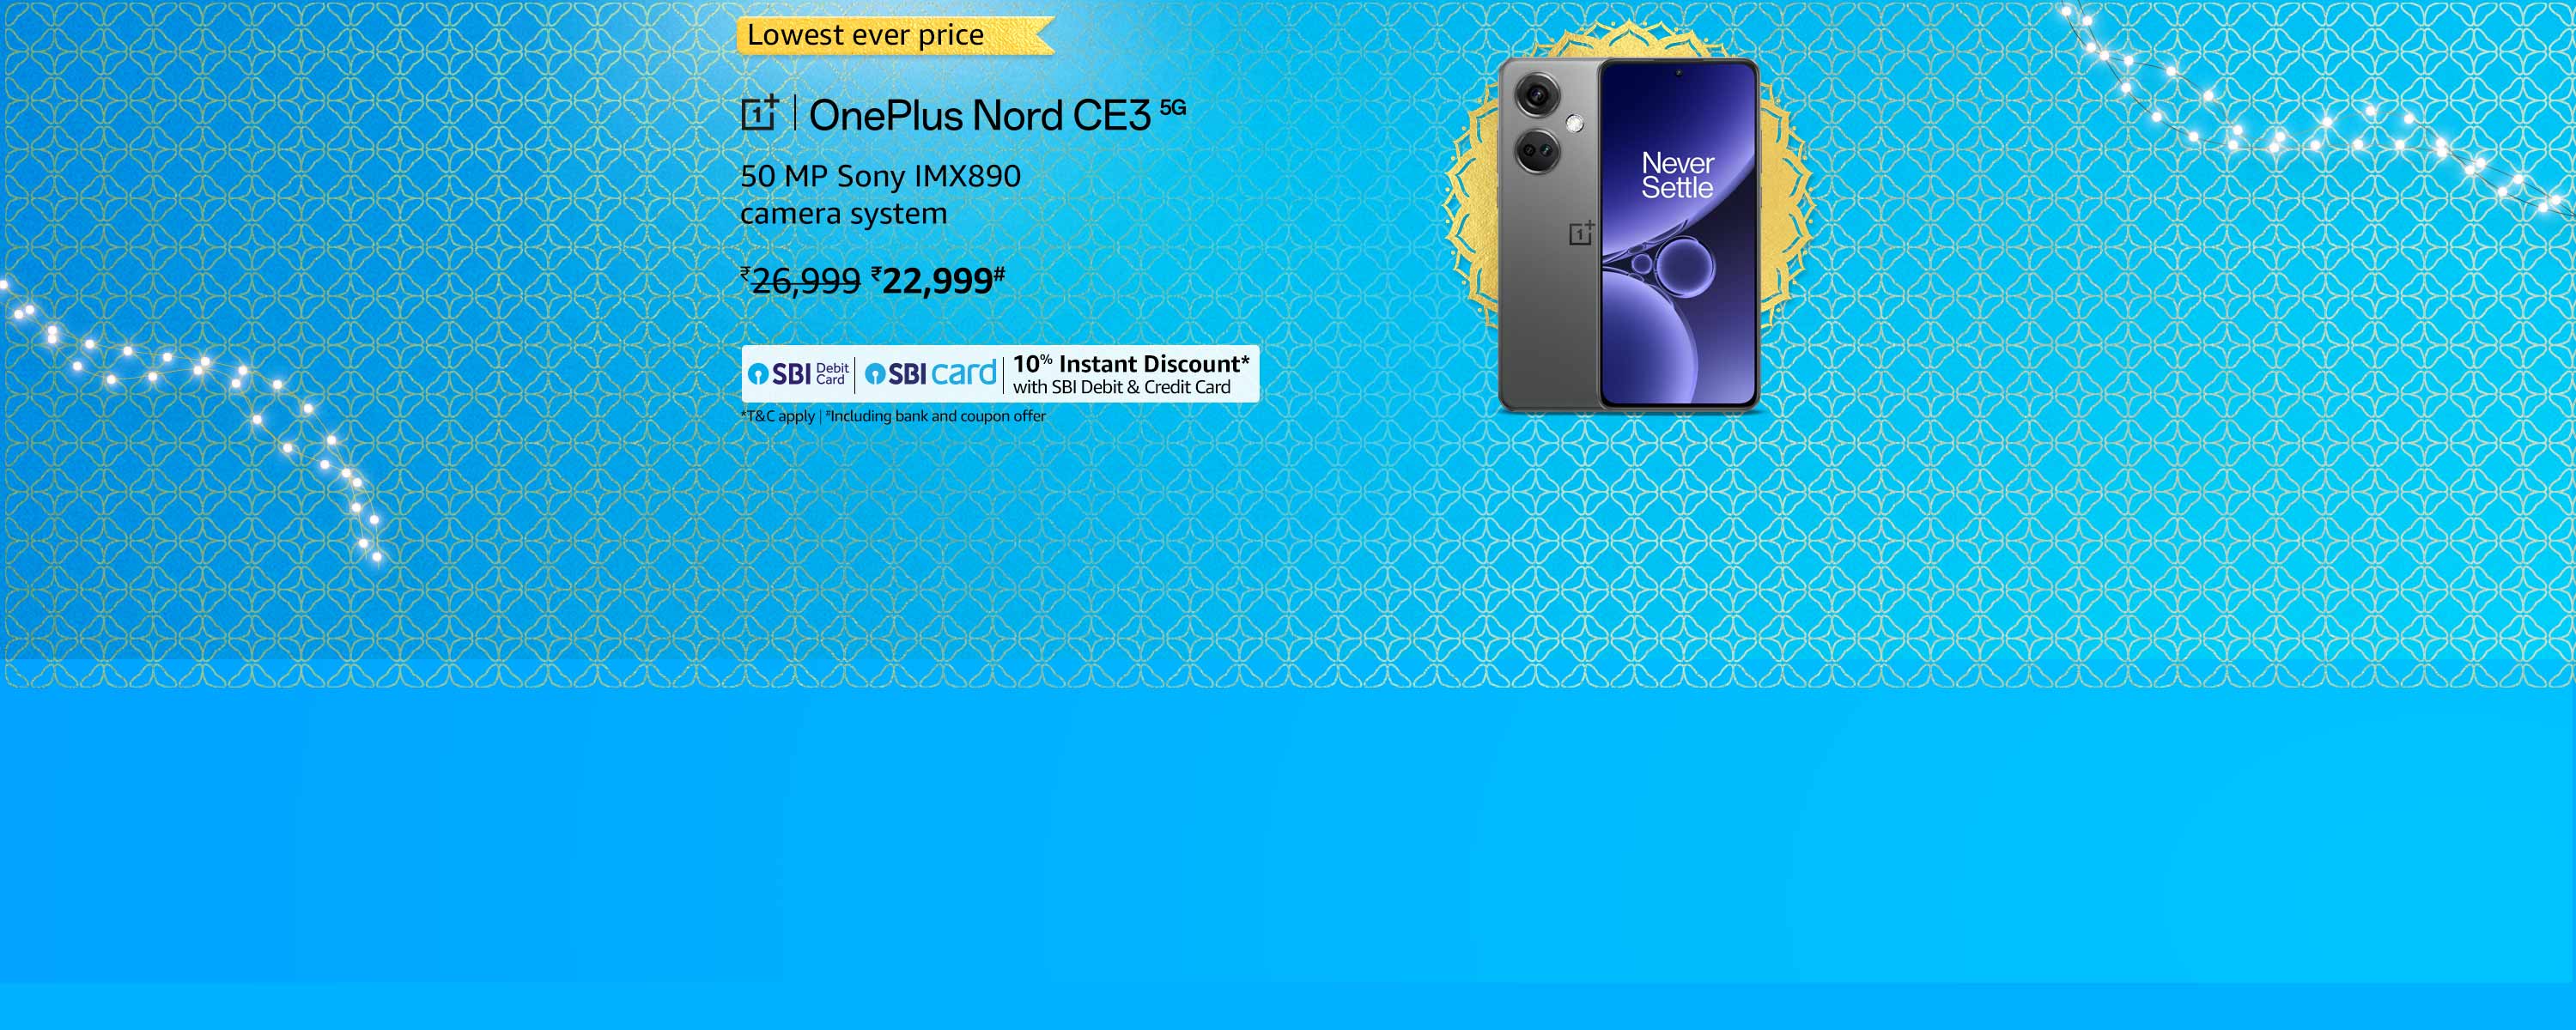 Lowest ever price
1+ | OnePlus Nord CE3 5G
50 MP Sony IMX890
camera system
₹26,999 ₹22,999#
SBI Debit Card | SBI card | 10% Instant Discount*
with SBI Debit & Credit Card
*T&C apply | #Including bank and coupon offer
Never
Settle
1+